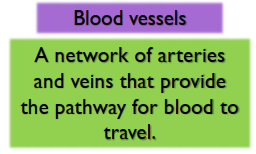 Blood vessels
A network of arteries
and veins that provide
the pathway for blood to
travel.